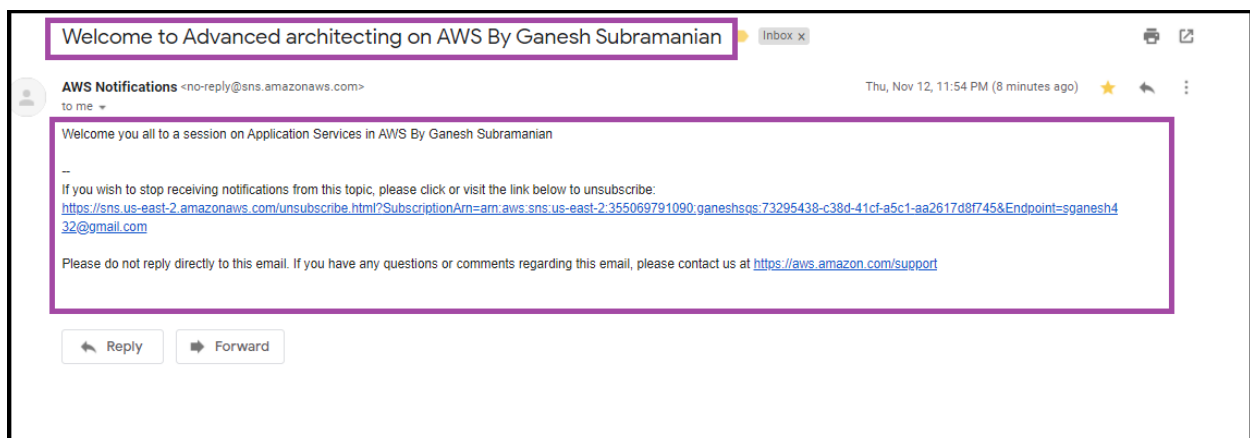 Welcome to Advanced architecting on AWS By Ganesh Subramanian
Inbox x
AWS Notifications <no-reply@sns.amazonaws.com>
Thu, Nov 12, 11:54 PM (8 minutes ago)
to me
Welcome you all to a session on Application Services in AWS By Ganesh Subramanian
--
If you wish to stop receiving notifications from this topic, please click or visit the link below to unsubscribe:
https://sns.us-east-2.amazonaws.com/unsubscribe.html?SubscriptionArn=arn:aws:sns:us-east-2:355069791090:ganeshsqs:73295438-c38d-41cf-a5c1-aa2617d8f745&Endpoint=sganesh4
32@gmail.com
Please do not reply directly to this email. If you have any questions or comments regarding this email, please contact us at https://aws.amazon.com/support
Reply
Forward